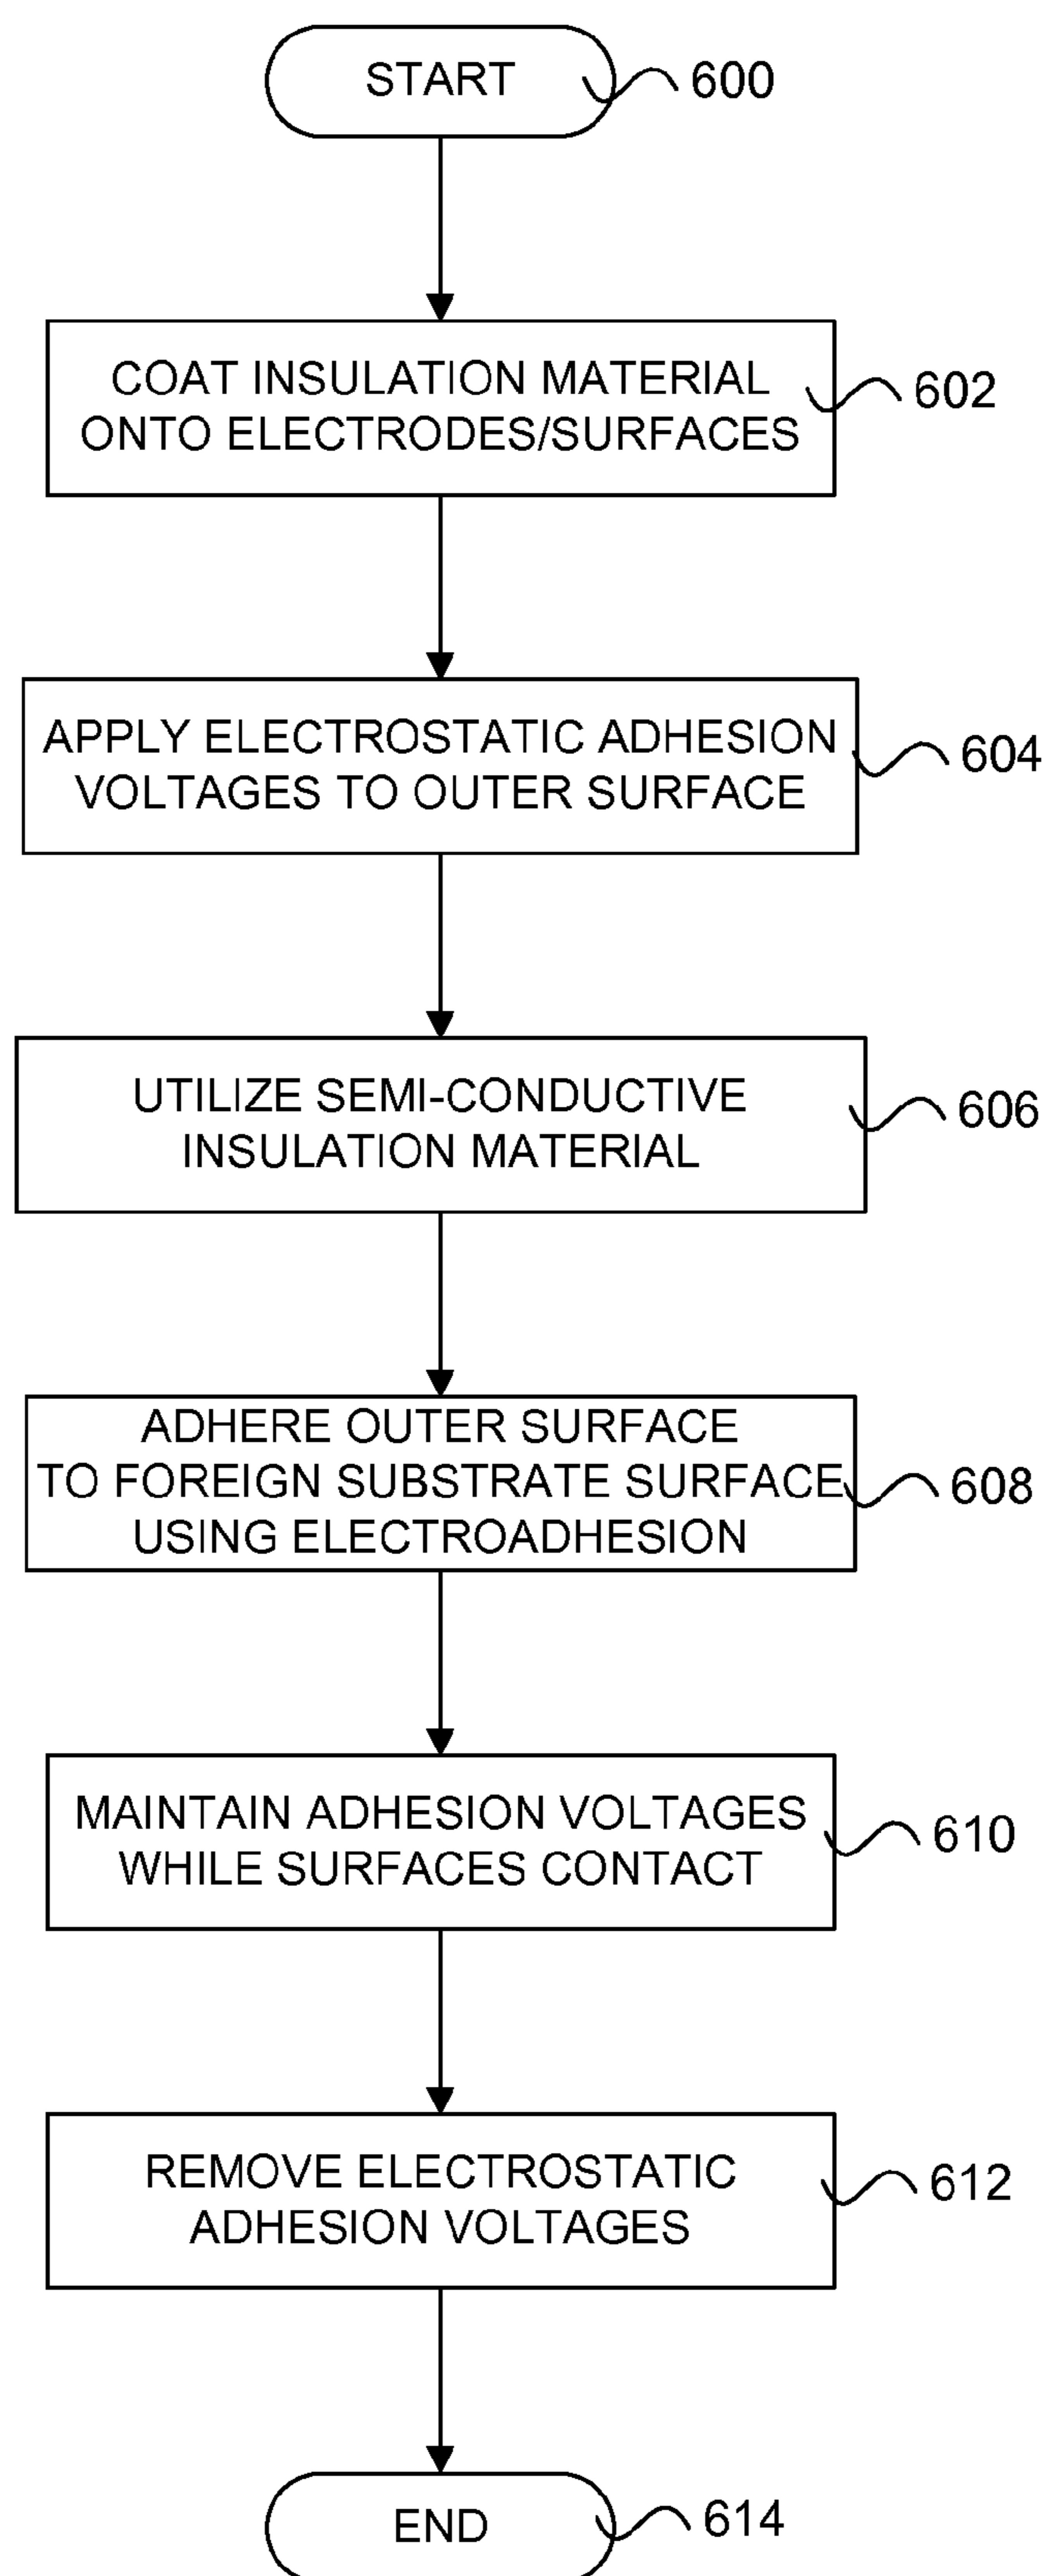 START
600
COAT INSULATION MATERIAL
ONTO ELECTRODES/SURFACES
602
APPLY ELECTROSTATIC ADHESION
VOLTAGES TO OUTER SURFACE
604
UTILIZE SEMI-CONDUCTIVE
INSULATION MATERIAL
606
ADHERE OUTER SURFACE
TO FOREIGN SUBSTRATE SURFACE
USING ELECTROADHESION
608
MAINTAIN ADHESION VOLTAGES
WHILE SURFACES CONTACT
610
REMOVE ELECTROSTATIC
ADHESION VOLTAGES
612
END
614